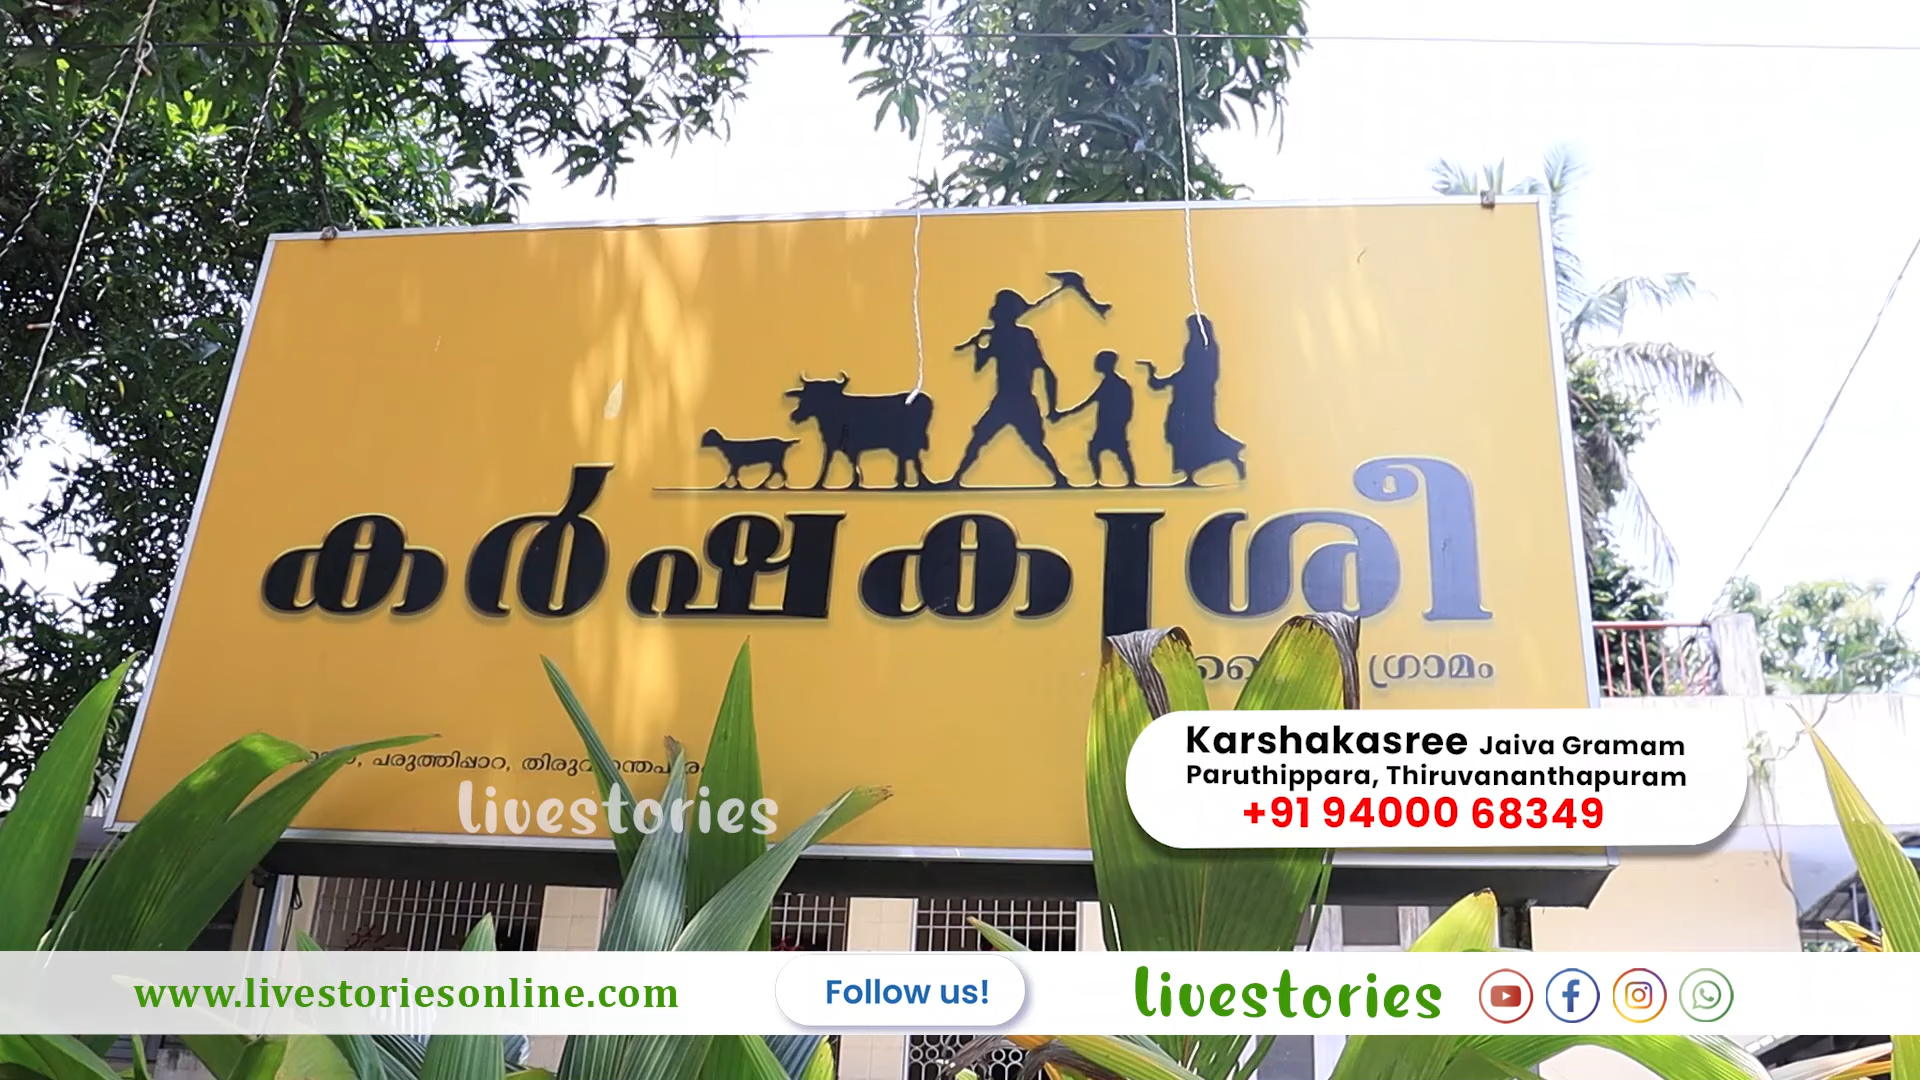 കർഷകശ്രീ
ഗ്രാമം
പരുത്തിപ്പാറ,
Karshakasree Jaiva Gramam
Paruthippara, Thiruvananthapuram
+91 94000 68349
livestories
www.livestoriesonline.com
Follow us!
livestories